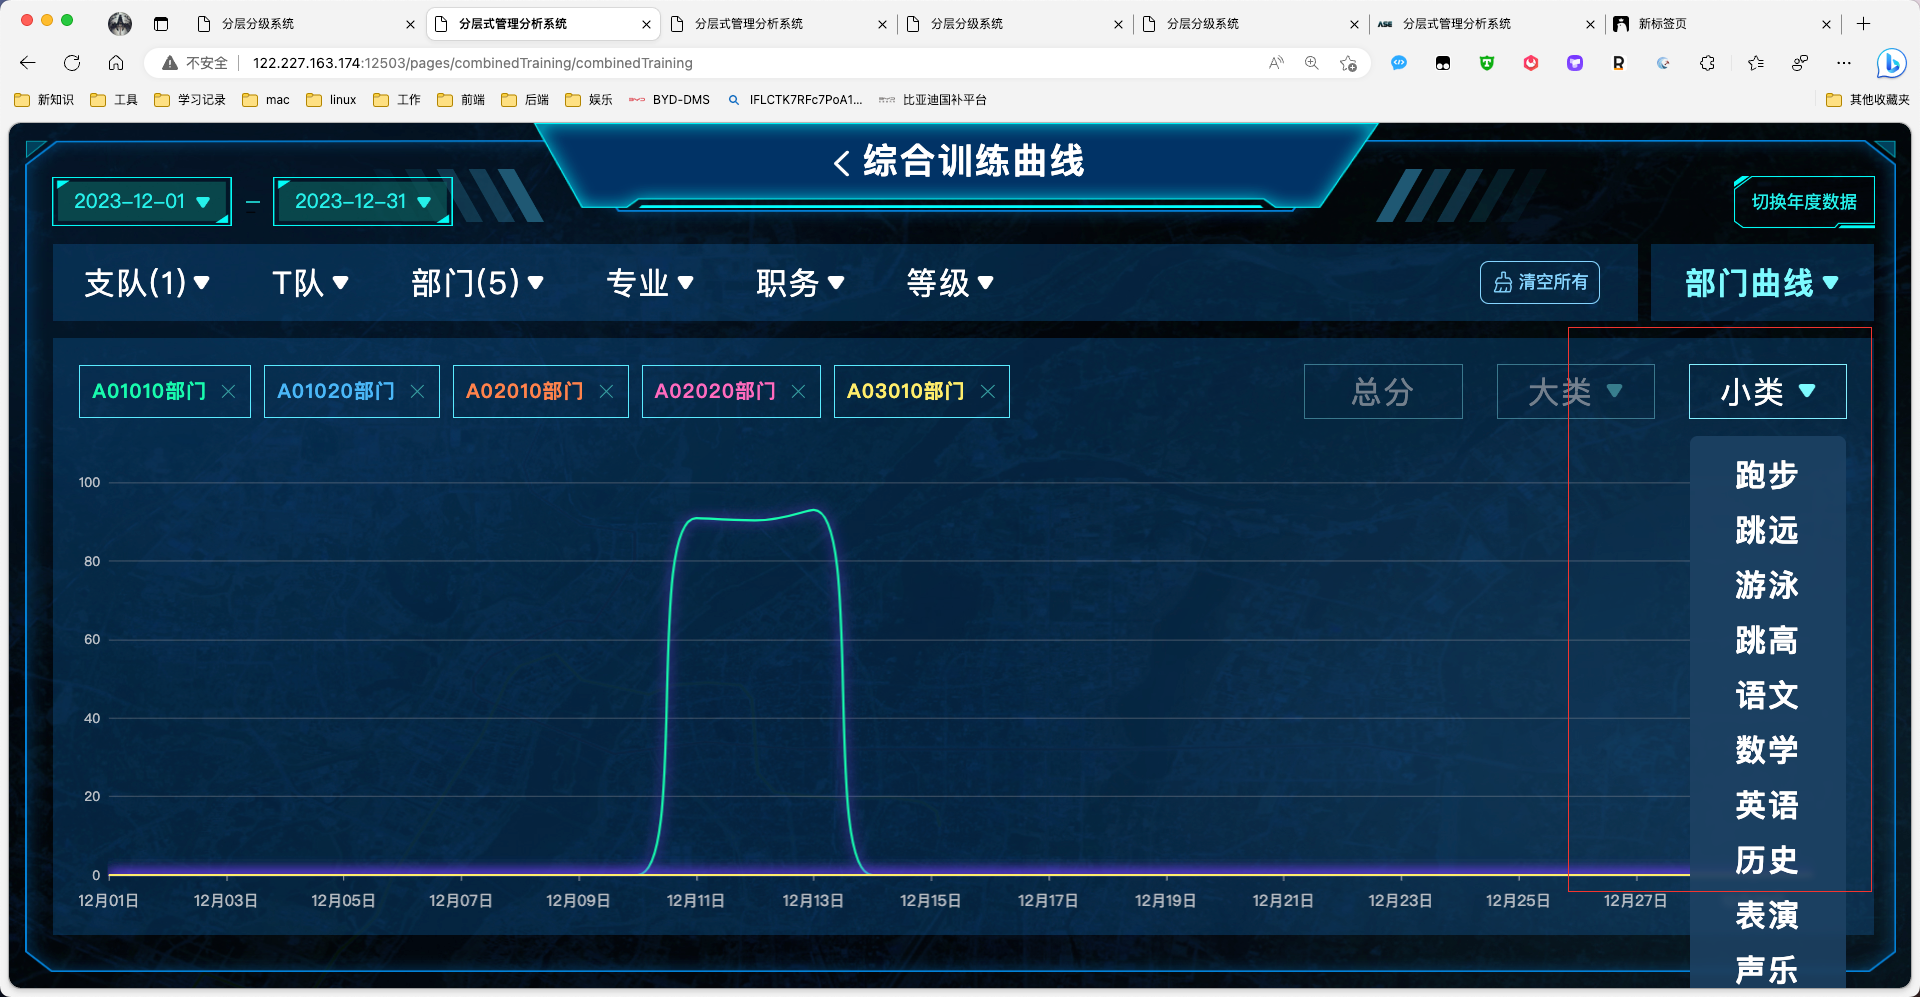 分层分级系统 分层式管理分析系统 分层式管理分析系统 分层分级系统 分层分级系统 ASE 分层式管理分析系统 新标签页
不安全 122.227.163.174:12503/pages/combinedTraining/combinedTraining
新知识 工具 学习记录 mac linux 工作 前端 后端 娱乐 BYD-DMS IFLCTK7RFc7PoA1... 比亚迪国补平台 其他收藏夹
综合训练曲线
2023-12-01 2023-12-31 切换年度数据
支队(1) T队 部门(5) 专业 职务 等级 清空所有 部门曲线
A01010部门 A01020部门 A02010部门 A02020部门 A03010部门 总分 大类 小类
跑步
跳远
游泳
跳高
语文
数学
英语
历史
表演
声乐
100
80
60
40
20
0
12月01日 12月03日 12月05日 12月07日 12月09日 12月11日 12月13日 12月15日 12月17日 12月19日 12月21日 12月23日 12月25日 12月27日